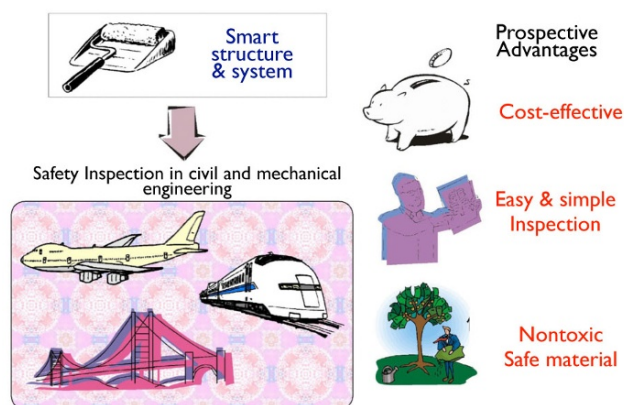 Smart
structure
& system
Safety Inspection in civil and mechanical
engineering
Prospective
Advantages
Cost-effective
Easy & simple
Inspection
Nontoxic
Safe material